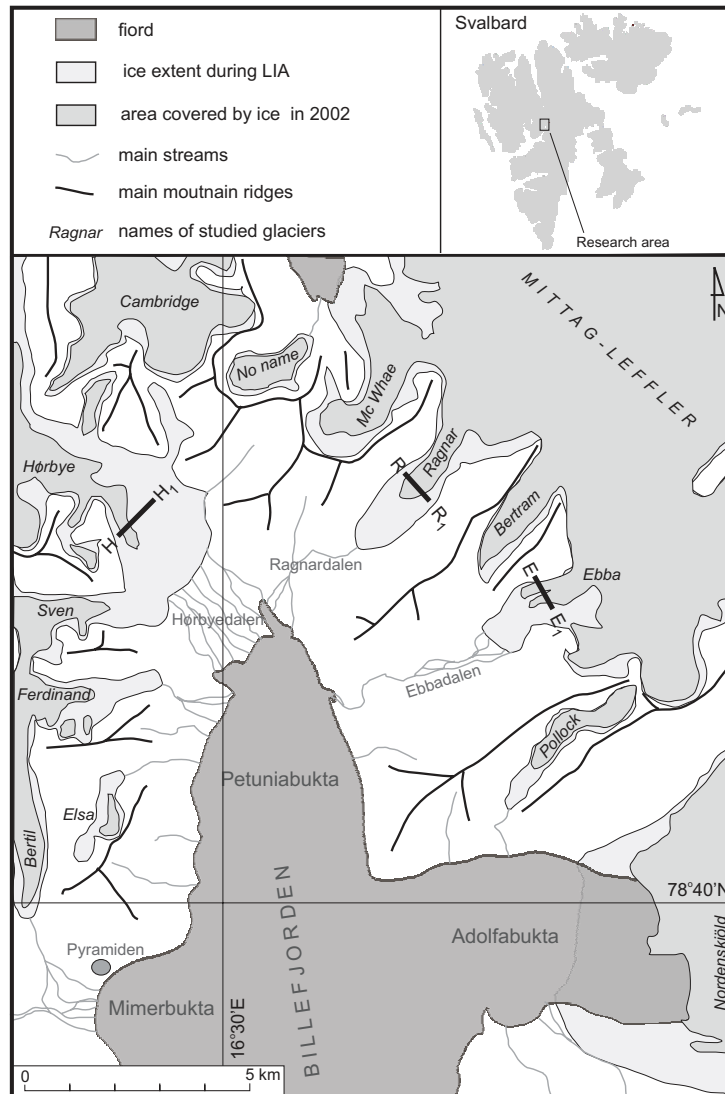 fiord
ice extent during LIA
area covered by ice in 2002
main streams
main moutnain ridges
Ragnar names of studied glaciers
Svalbard
Research area
N
Cambridge
MITTAG-LEFFLER
No name
Mc Whae
Hørbye
H
H1
R
Ragnar
R1
Bertram
Ragnardalen
E
Ebba
E1
Sven
Hørbyedalen
Ferdinand
Ebbadalen
Pollock
Petuniabukta
Elsa
Bertil
78°40'N
Adolfabukta
Nordenskiöld
Pyramiden
Mimerbukta
16°30'E
BILLEFJORDEN
0 5 km